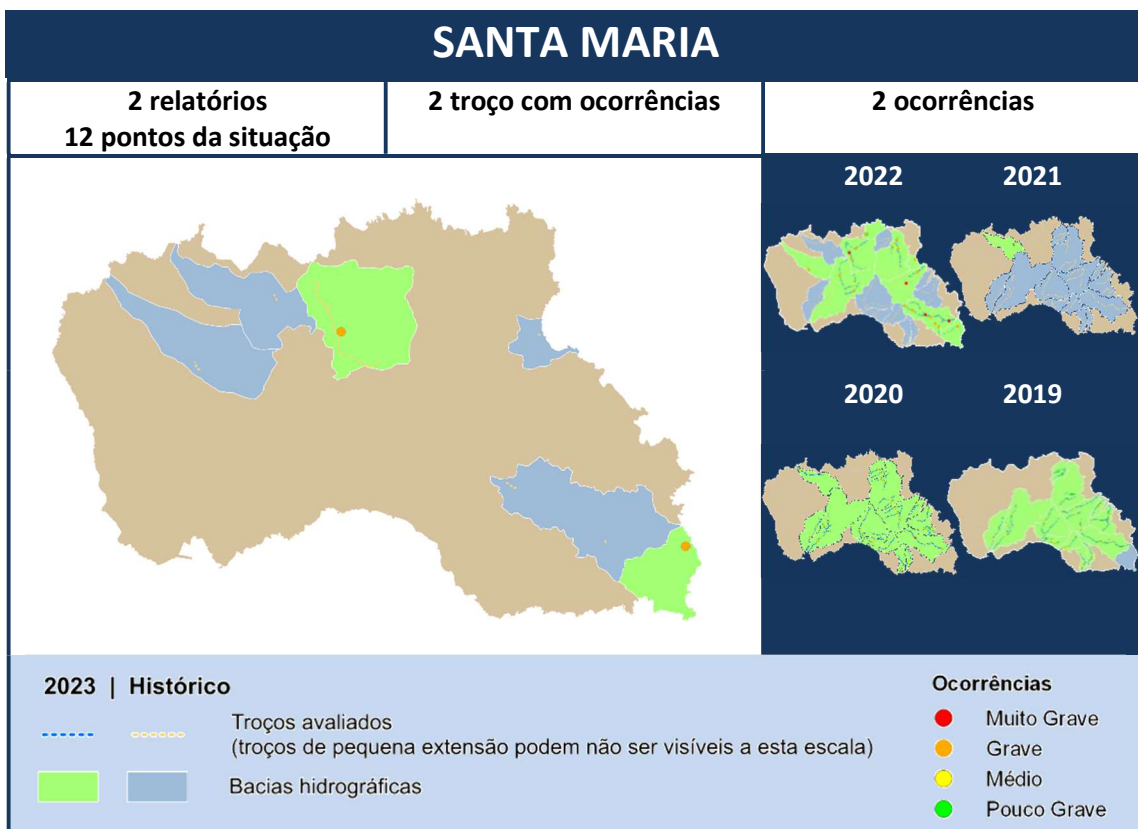 SANTA MARIA
2 relatórios
12 pontos da situação
2 troço com ocorrências
2 ocorrências
2022
2021
2020
2019
2023 | Histórico
Troços avaliados
(troços de pequena extensão podem não ser visíveis a esta escala)
Bacias hidrográficas
Ocorrências
Muito Grave
Grave
Médio
Pouco Grave